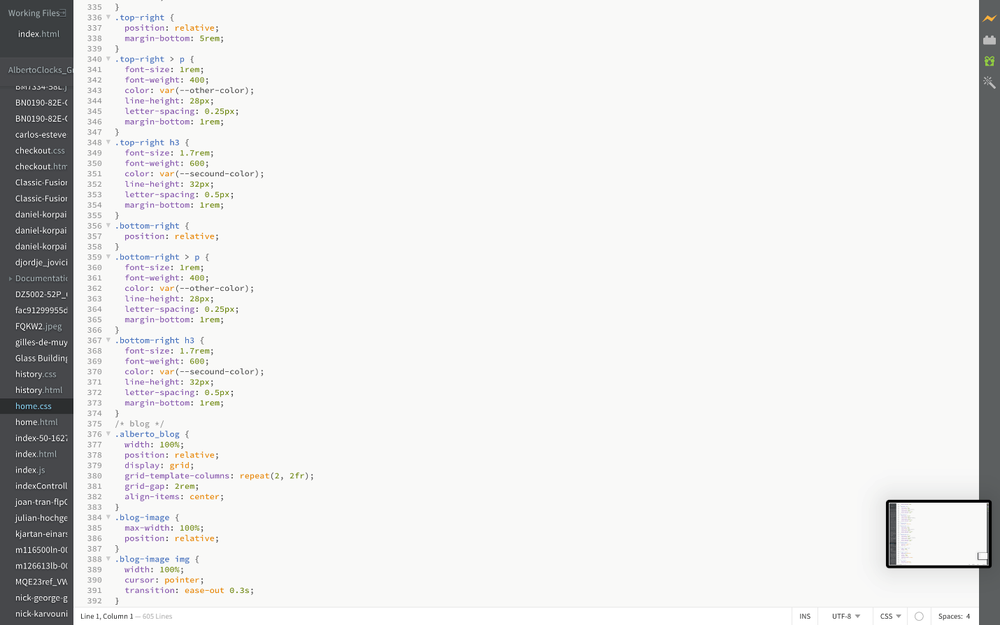 Working Files
index.html
AlbertoClocks_G
BM7334-58L.j
BN0190-82E-
BN0190-82E-
carlos-esteve
checkout.css
checkout.htm
Classic-Fusion
Classic-Fusion
daniel-korpai
daniel-korpai
daniel-korpai
djordje_jovici
Documentatio
DZ5002-52P_
fac91299955d
FQKW2.jpeg
gilles-de-muy
Glass Building
history.css
history.html
home.css
home.html
index-50-1627
index.html
index.js
indexControll
joan-tran-flp
julian-hochge
kjartan-einars
m116500ln-00
m126613lb-00
MQE23ref_VW
nick-george-g
nick-karvouni
335 }
336 .top-right {
337 position: relative;
338 margin-bottom: 5rem;
339 }
340 .top-right > p {
341 font-size: 1rem;
342 font-weight: 400;
343 color: var(--other-color);
344 line-height: 28px;
345 letter-spacing: 0.25px;
346 margin-bottom: 1rem;
347 }
348 .top-right h3 {
349 font-size: 1.7rem;
350 font-weight: 600;
351 color: var(--secound-color);
352 line-height: 32px;
353 letter-spacing: 0.5px;
354 margin-bottom: 1rem;
355 }
356 .bottom-right {
357 position: relative;
358 }
359 .bottom-right > p {
360 font-size: 1rem;
361 font-weight: 400;
362 color: var(--other-color);
363 line-height: 28px;
364 letter-spacing: 0.25px;
365 margin-bottom: 1rem;
366 }
367 .bottom-right h3 {
368 font-size: 1.7rem;
369 font-weight: 600;
370 color: var(--secound-color);
371 line-height: 32px;
372 letter-spacing: 0.5px;
373 margin-bottom: 1rem;
374 }
375 /* blog */
376 .alberto_blog {
377 width: 100%;
378 position: relative;
379 display: grid;
380 grid-template-columns: repeat(2, 2fr);
381 grid-gap: 2rem;
382 align-items: center;
383 }
384 .blog-image {
385 max-width: 100%;
386 position: relative;
387 }
388 .blog-image img {
389 width: 100%;
390 cursor: pointer;
391 transition: ease-out 0.3s;
392 }
Line 1, Column 1 — 605 Lines
INS
UTF-8
CSS
Spaces: 4